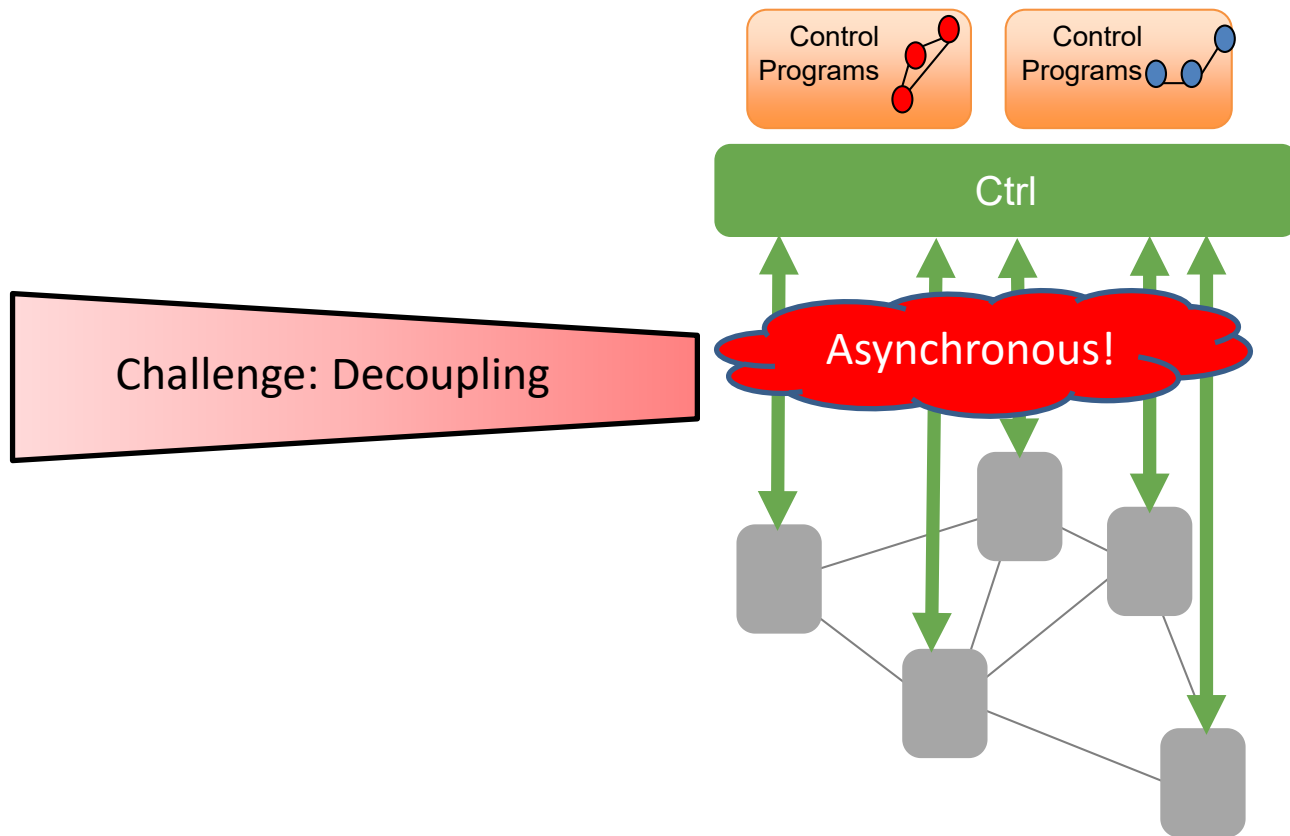 Control
Programs
Control
Programs
Ctrl
Asynchronous!
Challenge: Decoupling